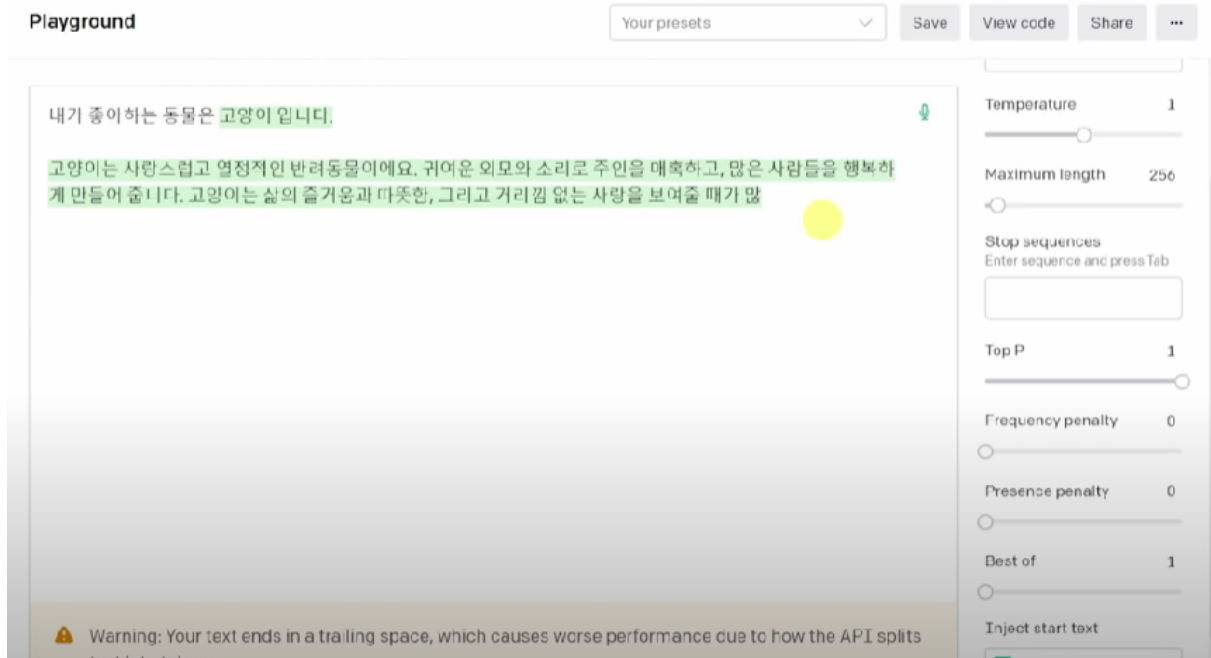 Playground
Your presets
Save
View code
Share
...
내기 좋이하는 동물은 고양이 입니다.
고양이는 사랑스럽고 열정적인 반려동물이에요. 귀여운 외모와 소리로 주인을 매혹하고, 많은 사람들을 행복하
게 만들어 줍니다. 고양이는 삶의 즐거움과 따뜻한, 그리고 거리낌 없는 사랑을 보여줄 때가 많
Temperature 1
Maximum length 256
Stop sequences
Enter sequence and press Tab
Top P 1
Frequency penalty 0
Presence penalty 0
Best of 1
Inject start text
Warning: Your text ends in a trailing space, which causes worse performance due to how the API splits